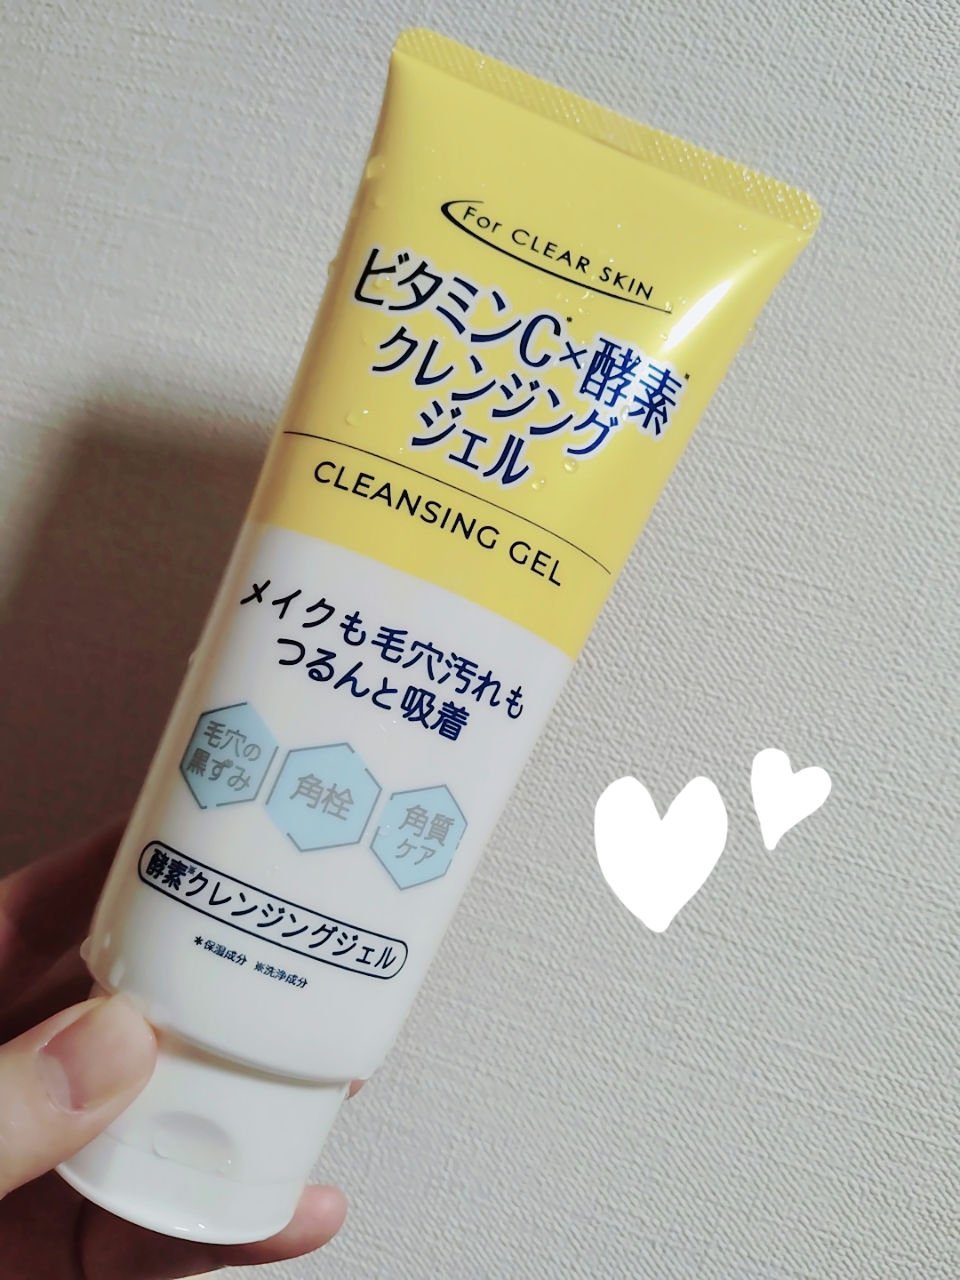 For CLEAR SKIN
ビタミンC*×酵素※
クレンジング
ジェル
CLEANSING GEL
メイクも毛穴汚れも
つるんと吸着
毛穴の
黒ずみ
角栓
角質
ケア
酵素※クレンジングジェル
*保湿成分 ※洗浄成分